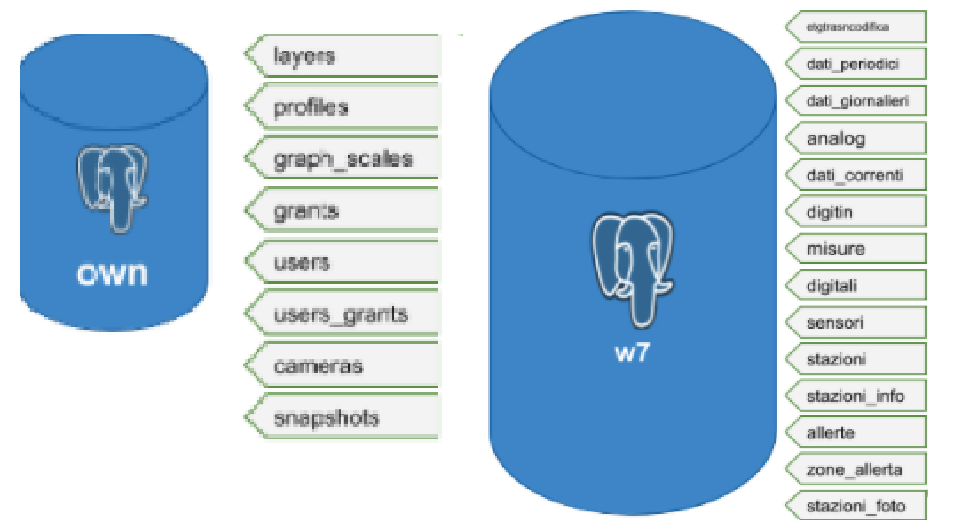 layers
profiles
graph_scales
grants
users
users_grants
cameras
snapshots
own
etgtrasncodifica
dati_periodici
dati_giornalieri
analog
dati_correnti
digitin
misure
digitali
sensori
stazioni
stazioni_info
allerte
zone_allerta
stazioni_foto
w7